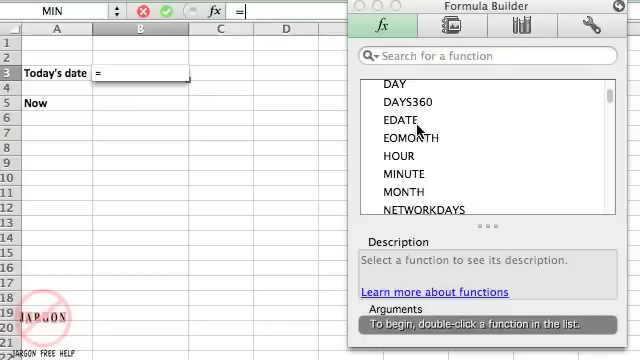 MIN
fx
=
Formula Builder
A
B
C
D
E
fx
Search for a function
1
2
3
Today's date
=
4
5
Now
6
7
8
9
10
11
12
13
14
15
16
17
18
19
20
21
22
DAY
DAYS360
EDATE
EOMONTH
HOUR
MINUTE
MONTH
NETWORKDAYS
Description
Select a function to see its description.
Learn more about functions
Arguments
To begin, double-click a function in the list.
JARGON
JARGON FREE HELP